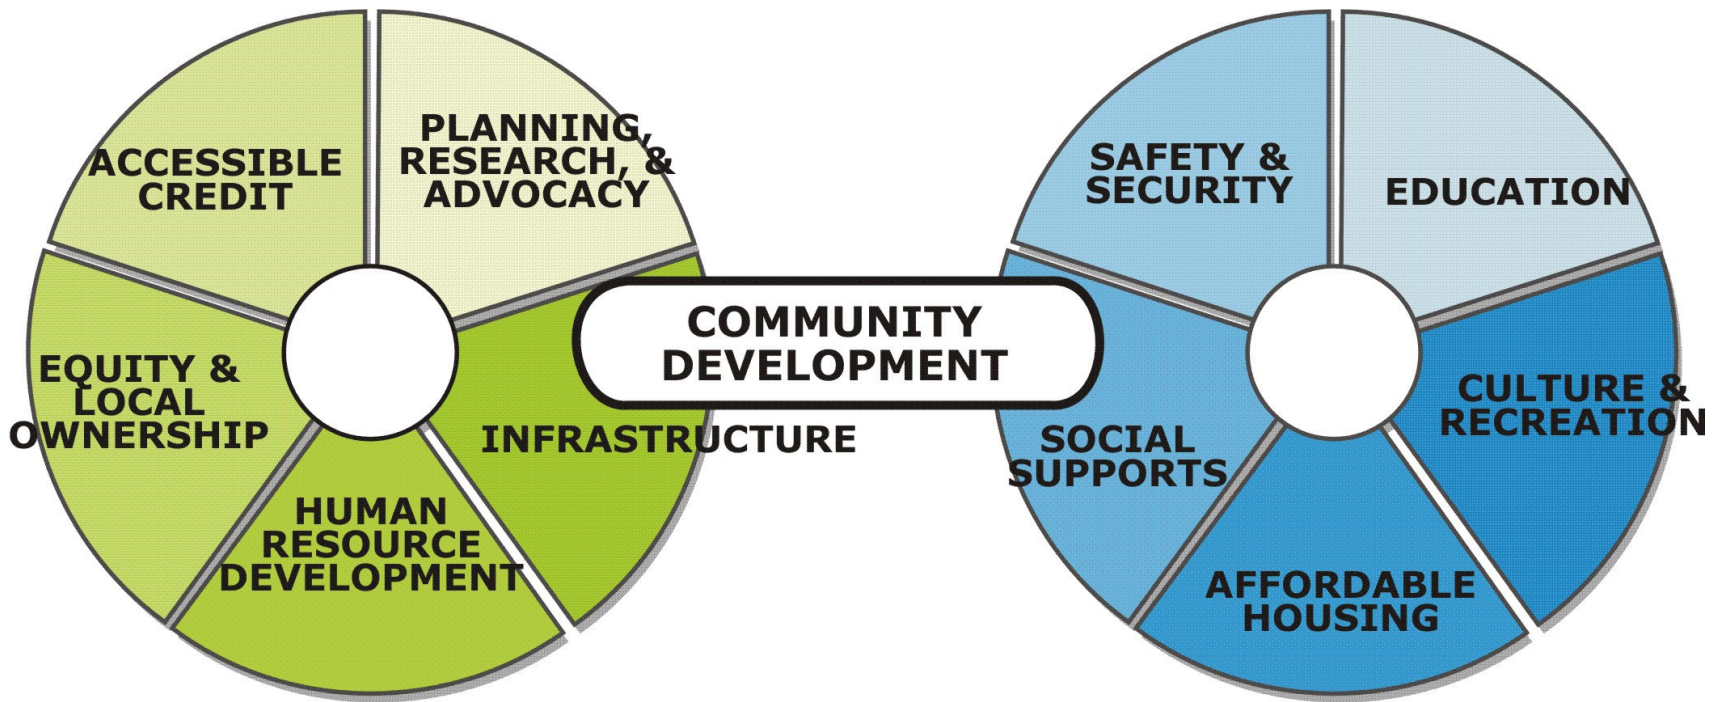 ACCESSIBLE
CREDIT
PLANNING,
RESEARCH, &
ADVOCACY
EQUITY &
LOCAL
OWNERSHIP
HUMAN
RESOURCE
DEVELOPMENT
INFRASTRUCTURE
COMMUNITY
DEVELOPMENT
SAFETY &
SECURITY
EDUCATION
SOCIAL
SUPPORTS
CULTURE &
RECREATION
AFFORDABLE
HOUSING